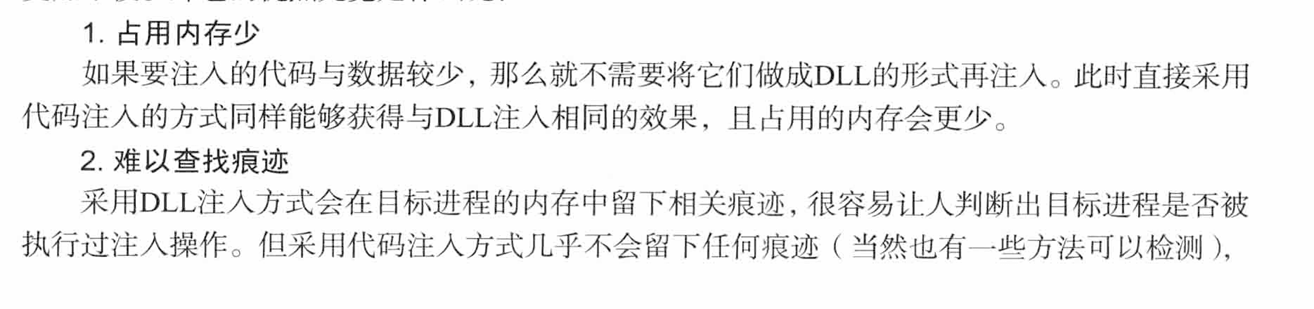 1. 占用内存少
如果要注入的代码与数据较少，那么就不需要将它们做成DLL的形式再注入。此时直接采用
代码注入的方式同样能够获得与DLL注入相同的效果，且占用的内存会更少。
2. 难以查找痕迹
采用DLL注入方式会在目标进程的内存中留下相关痕迹，很容易让人判断出目标进程是否被
执行过注入操作。但采用代码注入方式几乎不会留下任何痕迹（当然也有一些方法可以检测），